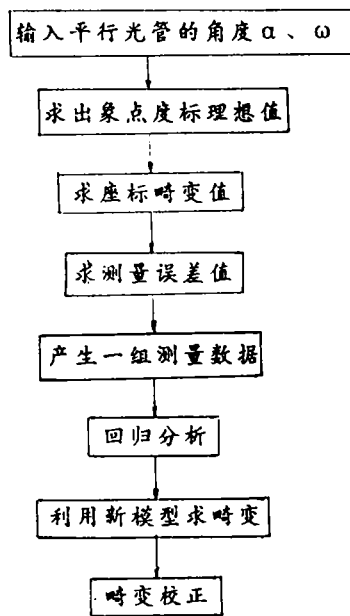 输入平行光管的角度α、ω
求出象点度标理想值
求座标畸变值
求测量误差值
产生一组测量数据
回归分析
利用新模型求畸变
畸变校正